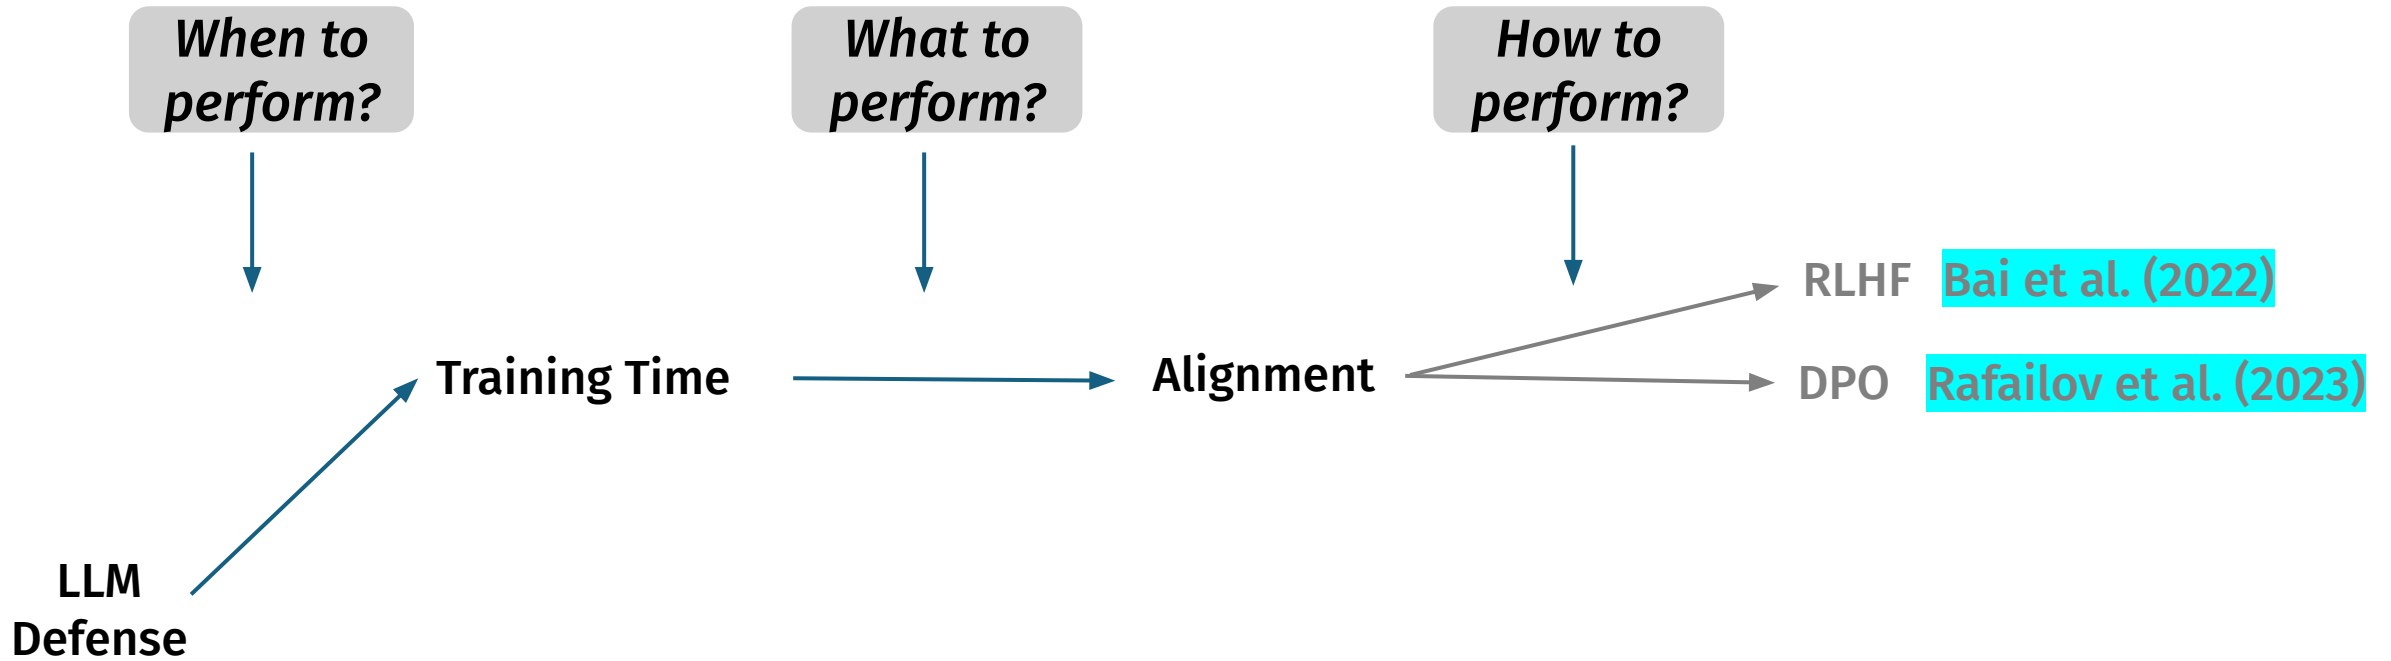 When to
perform?
What to
perform?
How to
perform?
RLHF Bai et al. (2022)
Training Time
Alignment
DPO Rafailov et al. (2023)
LLM
Defense